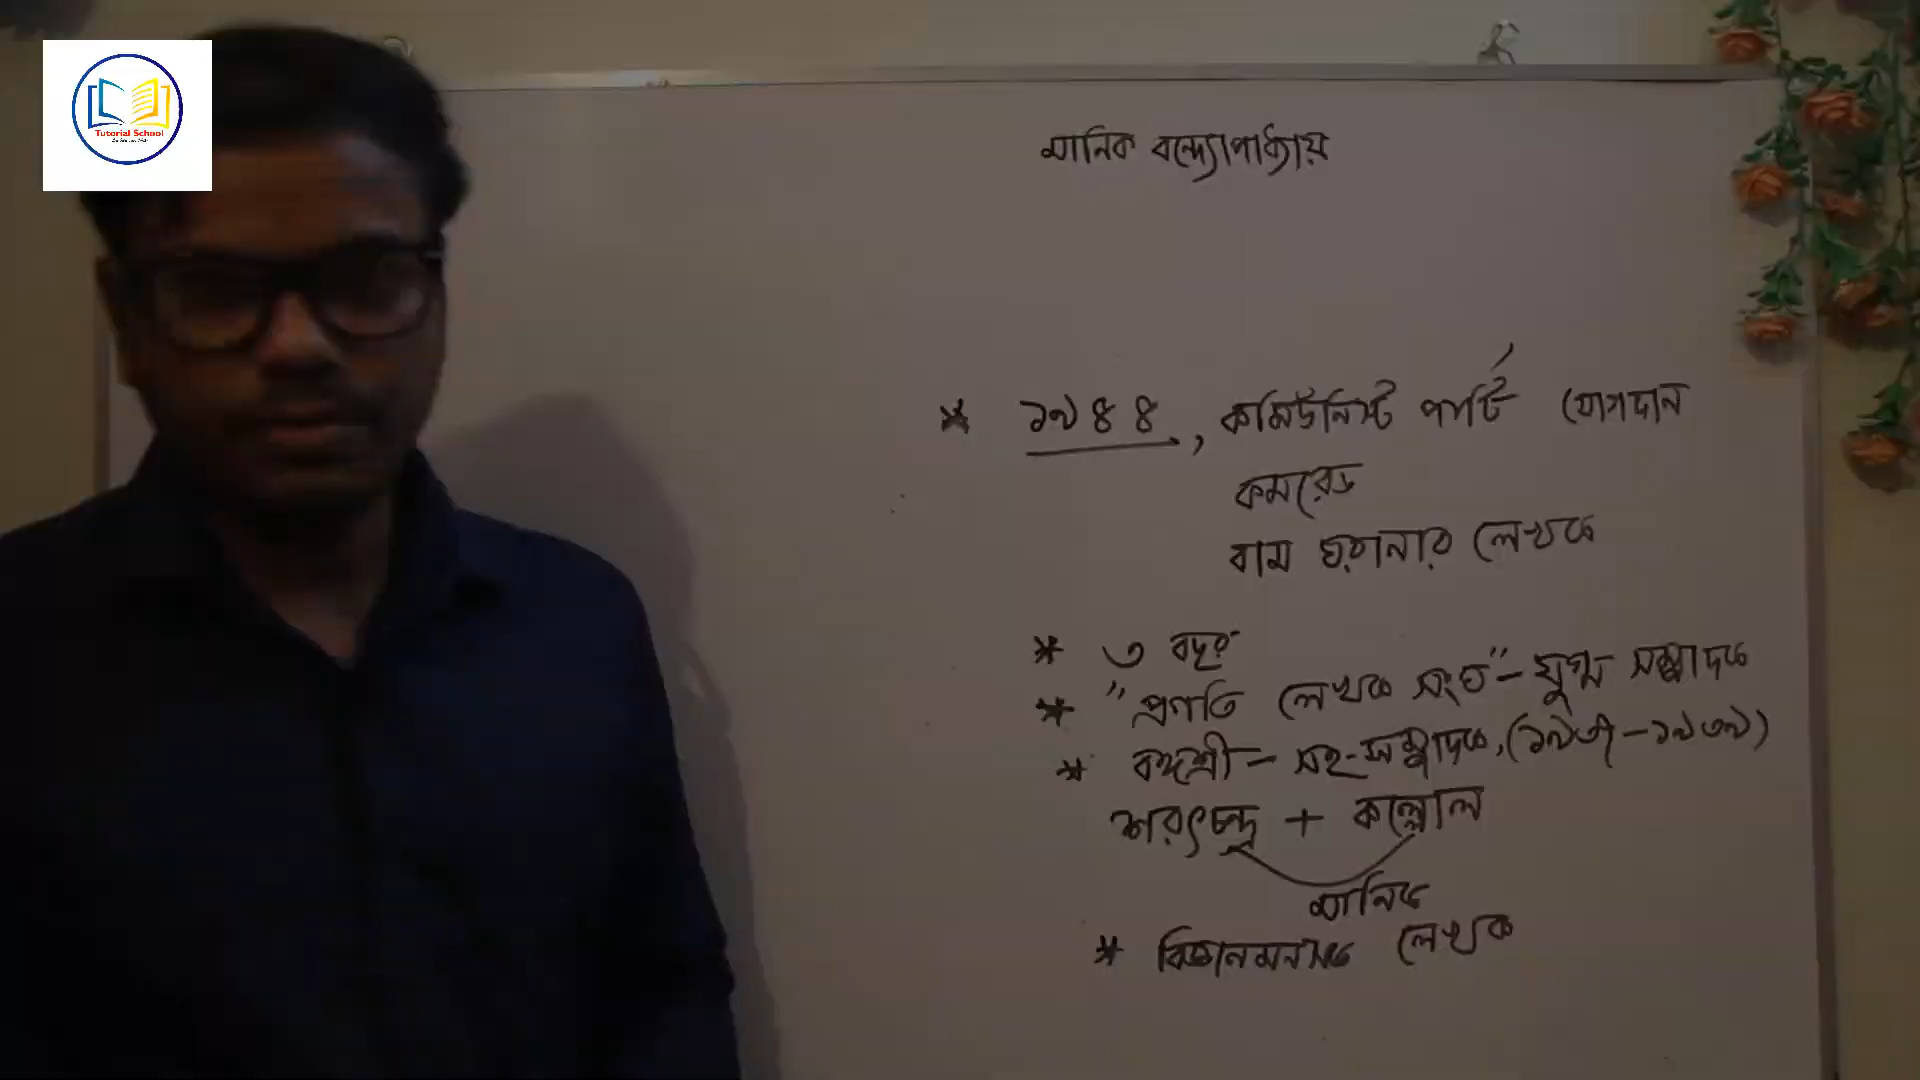 Tutorial School
মানিক বন্দ্যোপাধ্যায়
* ১৯৪৪, কমিউনিস্ট পার্টি যোগদান
কমরেড
বাম ঘরানার লেখক
* ৩ বছর
* "প্রগতি লেখক সংঘ" - যুগ্ম সম্পাদক
* বঙ্গশ্রী - সহ-সম্পাদক, (১৯৩৭ - ১৯৩৯)
শরৎচন্দ্র + কল্লোল
মানিক
* বিজ্ঞানমনস্ক লেখক